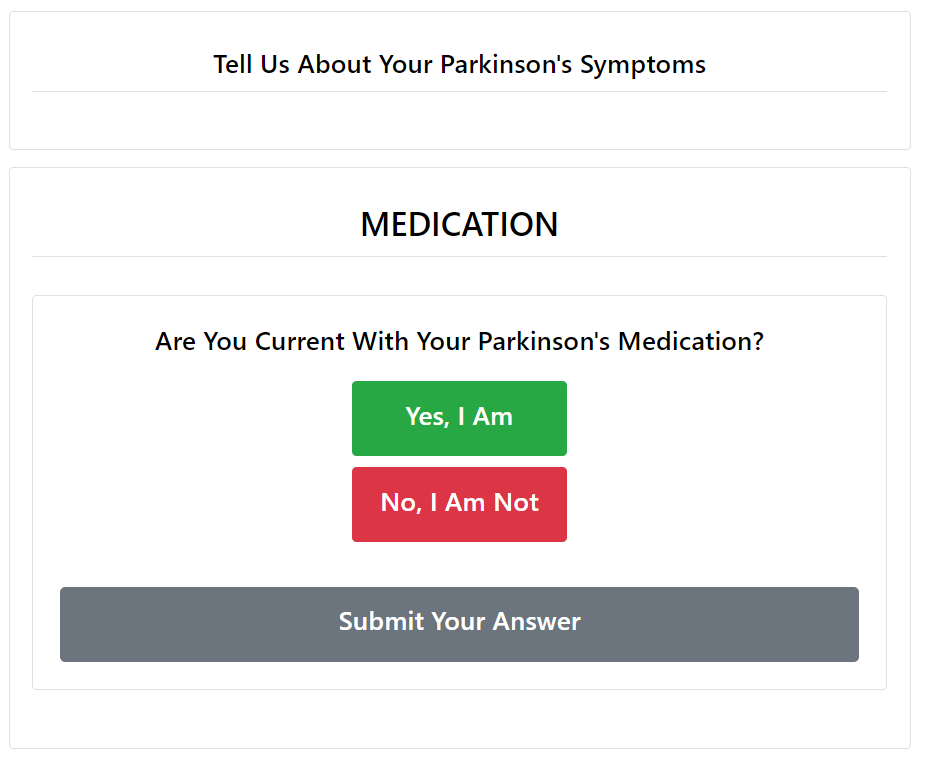 Tell Us About Your Parkinson's Symptoms
MEDICATION
Are You Current With Your Parkinson's Medication?
Yes, I Am
No, I Am Not
Submit Your Answer